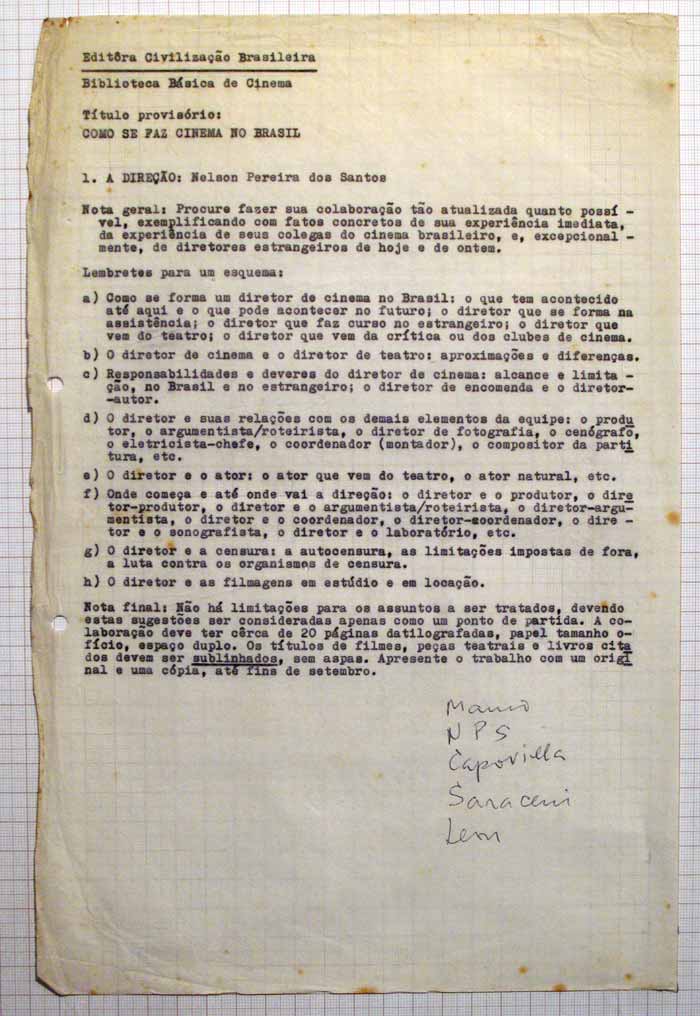 Editôra Civilização Brasileira
Biblioteca Básica de Cinema
Título provisório:
COMO SE FAZ CINEMA NO BRASIL
1. A DIREÇÃO: Nelson Pereira dos Santos
Nota geral: Procure fazer sua colaboração tão atualizada quanto possí -
vel, exemplificando com fatos concretos de sua experiência imediata,
da experiência de seus colegas do cinema brasileiro, e, excepcional -
mente, de diretores estrangeiros de hoje e de ontem.
Lembretes para um esquema:
a) Como se forma um diretor de cinema no Brasil: o que tem acontecido
até aqui e o que pode acontecer no futuro; o diretor que se forma na
assistência; o diretor que faz curso no estrangeiro; o diretor que
vem do teatro; o diretor que vem da crítica ou dos clubes de cinema.
b) O diretor de cinema e o diretor de teatro: aproximações e diferenças.
c) Responsabilidades e deveres do diretor de cinema: alcance e limita -
ção, no Brasil e no estrangeiro; o diretor de encomenda e o diretor-
-autor.
d) O diretor e suas relações com os demais elementos da equipe: o produ
tor, o argumentista/roteirista, o diretor de fotografia, o cenógrafo,
o eletricista-chefe, o coordenador (montador), o compositor da parti
tura, etc.
e) O diretor e o ator: o ator que vem do teatro, o ator natural, etc.
f) Onde começa e até onde vai a direção: o diretor e o produtor, o dire
tor-produtor, o diretor e o argumentista/roteirista, o diretor-argu-
mentista, o diretor e o coordenador, o diretor-coordenador, o dire -
tor e o sonografista, o diretor e o laboratório, etc.
g) O diretor e a censura: a autocensura, as limitações impostas de fora,
a luta contra os organismos de censura.
h) O diretor e as filmagens em estúdio e em locação.
Nota final: Não há limitações para os assuntos a ser tratados, devendo
estas sugestões ser consideradas apenas como um ponto de partida. A co-
laboração deve ter cêrca de 20 páginas datilografadas, papel tamanho o-
fício, espaço duplo. Os títulos de filmes, peças teatrais e livros cita
dos devem ser sublinhados, sem aspas. Apresente o trabalho com um origi
nal e uma cópia, até fins de setembro.
NPS
Capovilla
Saraceni
Leon